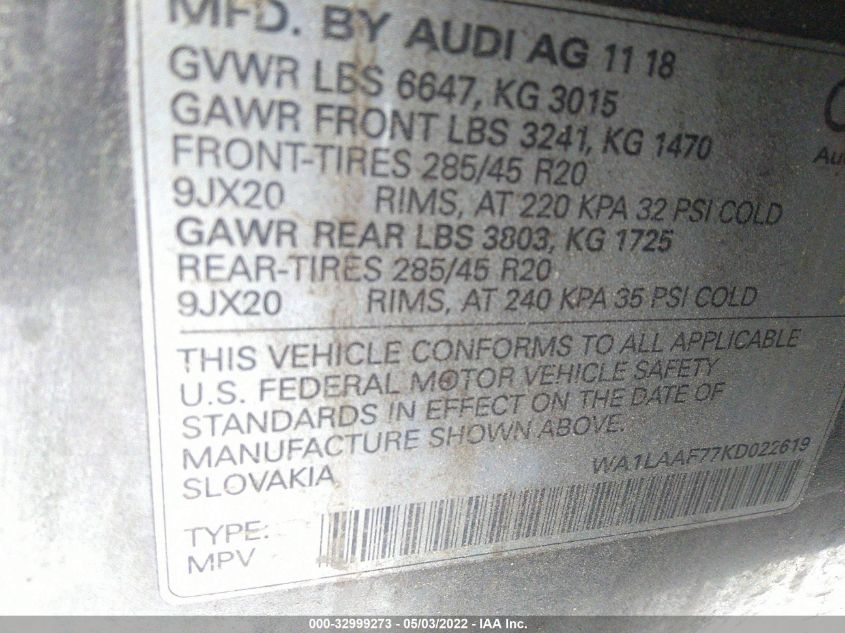 MFD. BY AUDI AG 11 18
GVWR LBS 6647, KG 3015
GAWR FRONT LBS 3241, KG 1470
FRONT-TIRES 285/45 R20
9JX20 RIMS, AT 220 KPA 32 PSI COLD
GAWR REAR LBS 3803, KG 1725
REAR-TIRES 285/45 R20
9JX20 RIMS, AT 240 KPA 35 PSI COLD
THIS VEHICLE CONFORMS TO ALL APPLICABLE
U.S. FEDERAL MOTOR VEHICLE SAFETY
STANDARDS IN EFFECT ON THE DATE OF
MANUFACTURE SHOWN ABOVE.
SLOVAKIA WA1LAAF77KD022619
TYPE:
MPV
000-32999273 - 05/03/2022 - IAA Inc.